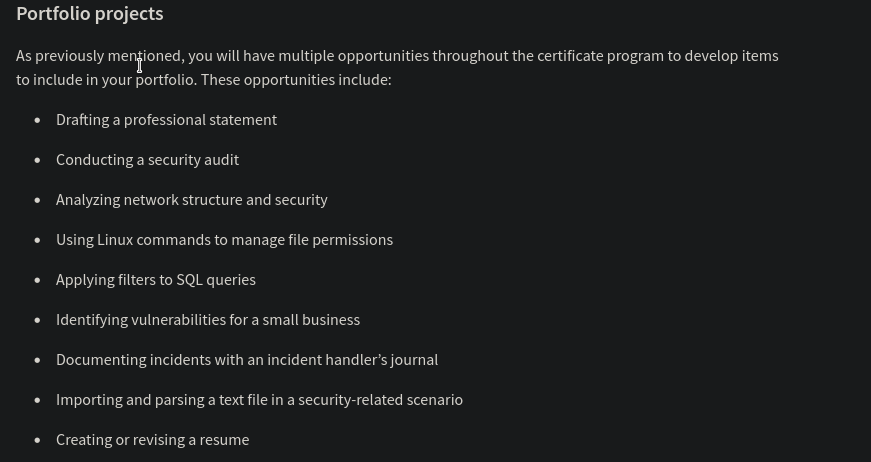 Portfolio projects
As previously mentioned, you will have multiple opportunities throughout the certificate program to develop items
to include in your portfolio. These opportunities include:
• Drafting a professional statement
• Conducting a security audit
• Analyzing network structure and security
• Using Linux commands to manage file permissions
• Applying filters to SQL queries
• Identifying vulnerabilities for a small business
• Documenting incidents with an incident handler’s journal
• Importing and parsing a text file in a security-related scenario
• Creating or revising a resume